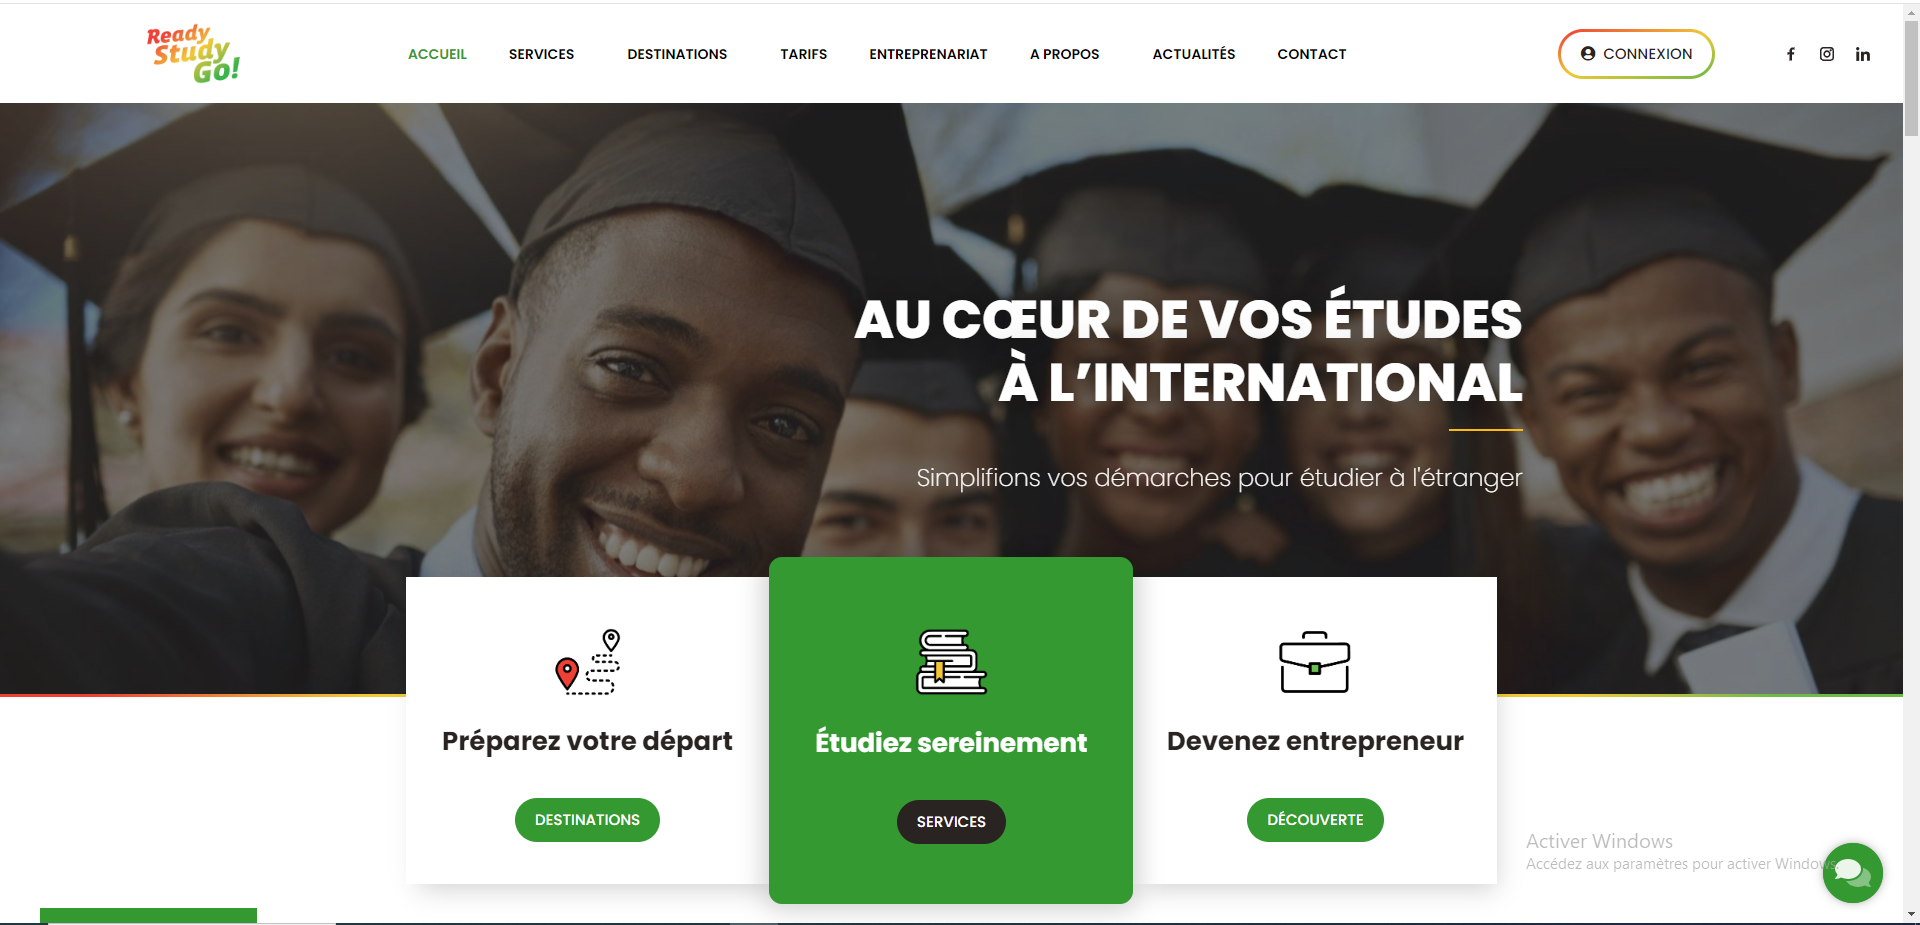 Ready
Study
Go!
ACCUEIL
SERVICES
DESTINATIONS
TARIFS
ENTREPRENARIAT
A PROPOS
ACTUALITÉS
CONTACT
CONNEXION
AU CŒUR DE VOS ÉTUDES
À L’INTERNATIONAL
Simplifions vos démarches pour étudier à l'étranger
Préparez votre départ
DESTINATIONS
Étudiez sereinement
SERVICES
Devenez entrepreneur
DÉCOUVERTE
Activer Windows
Accédez aux paramètres pour activer Windows.